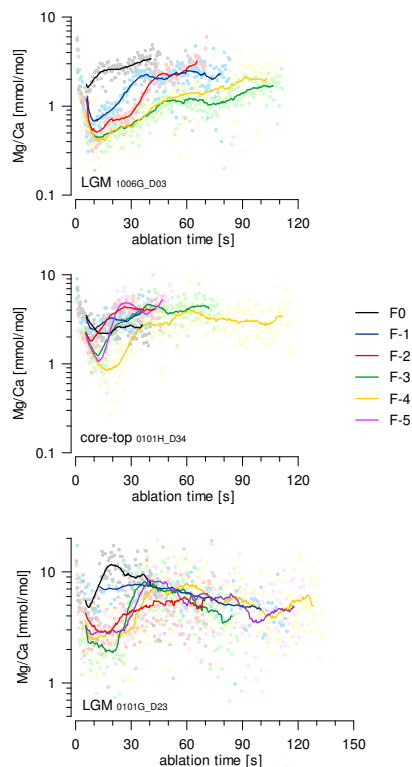 10
1
0.1
Mg/Ca [mmol/mol]
LGM 1006G_D03
0 30 60 90 120
ablation time [s]
10
1
0.1
Mg/Ca [mmol/mol]
core-top 0101H_D34
0 30 60 90 120
ablation time [s]
F0
F-1
F-2
F-3
F-4
F-5
10
1
Mg/Ca [mmol/mol]
LGM 0101G_D23
0 30 60 90 120 150
ablation time [s]